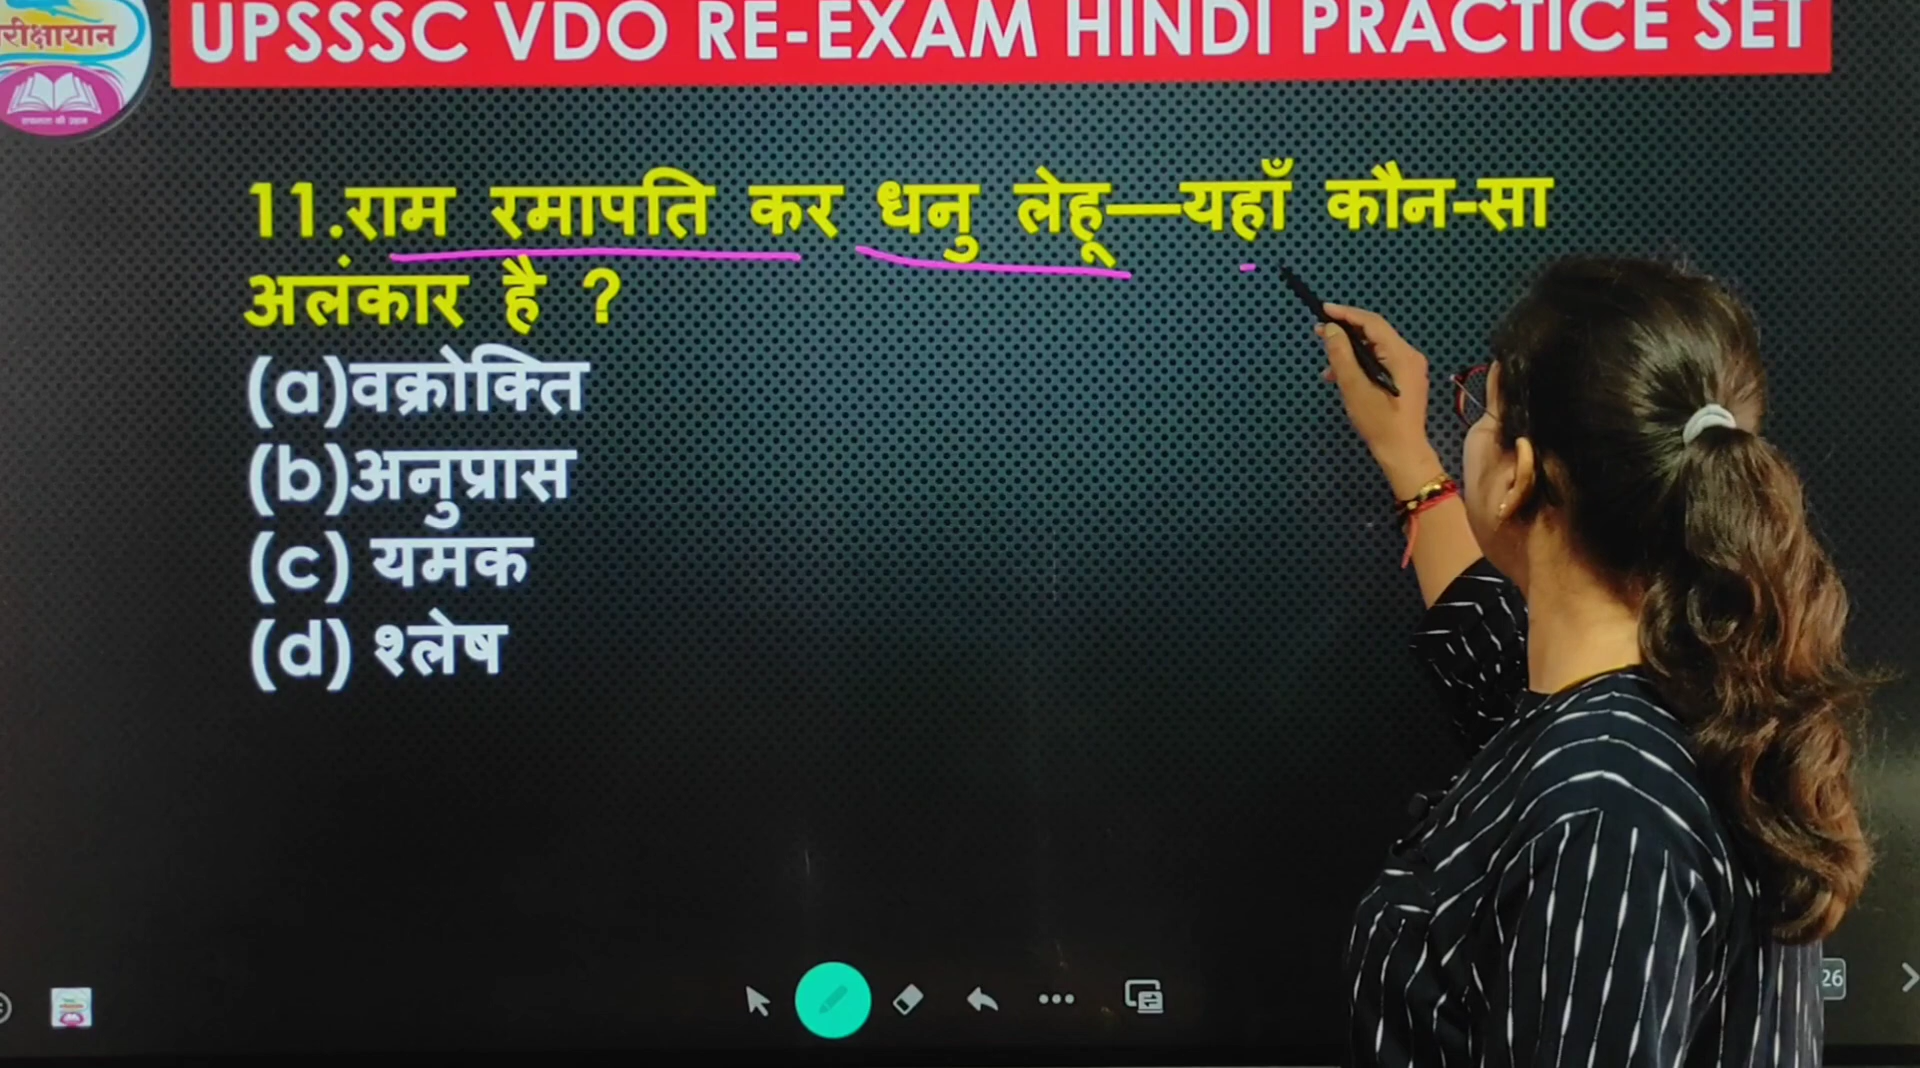 UPSSSC VDO RE-EXAM HINDI PRACTICE SET
रीक्षायान
11.राम रमापति कर धनु लेहू—यहाँ कौन-सा
अलंकार है ?
(a)वक्रोक्ति
(b)अनुप्रास
(c) यमक
(d) श्लेष
26